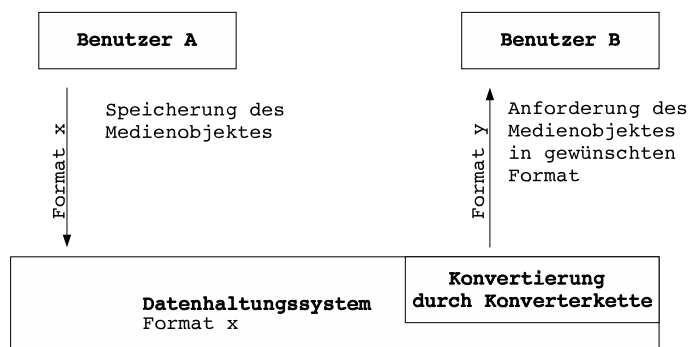 Benutzer A
Benutzer B
Format x
Speicherung des
Medienobjektes
Format y
Anforderung des
Medienobjektes
in gewünschten
Format
Datenhaltungssystem
Format x
Konvertierung
durch Konverterkette